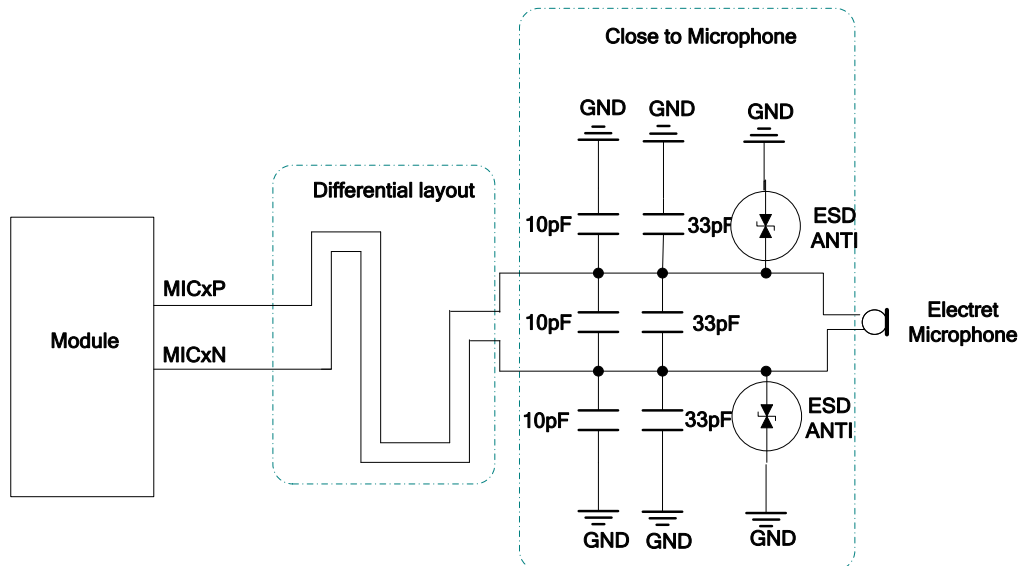 Close to Microphone
GND GND GND
Differential layout
10pF 33pF ESD
ANTI
MICxP
Module
10pF 33pF
Electret
Microphone
MICxN
10pF 33pF ESD
ANTI
GND GND GND